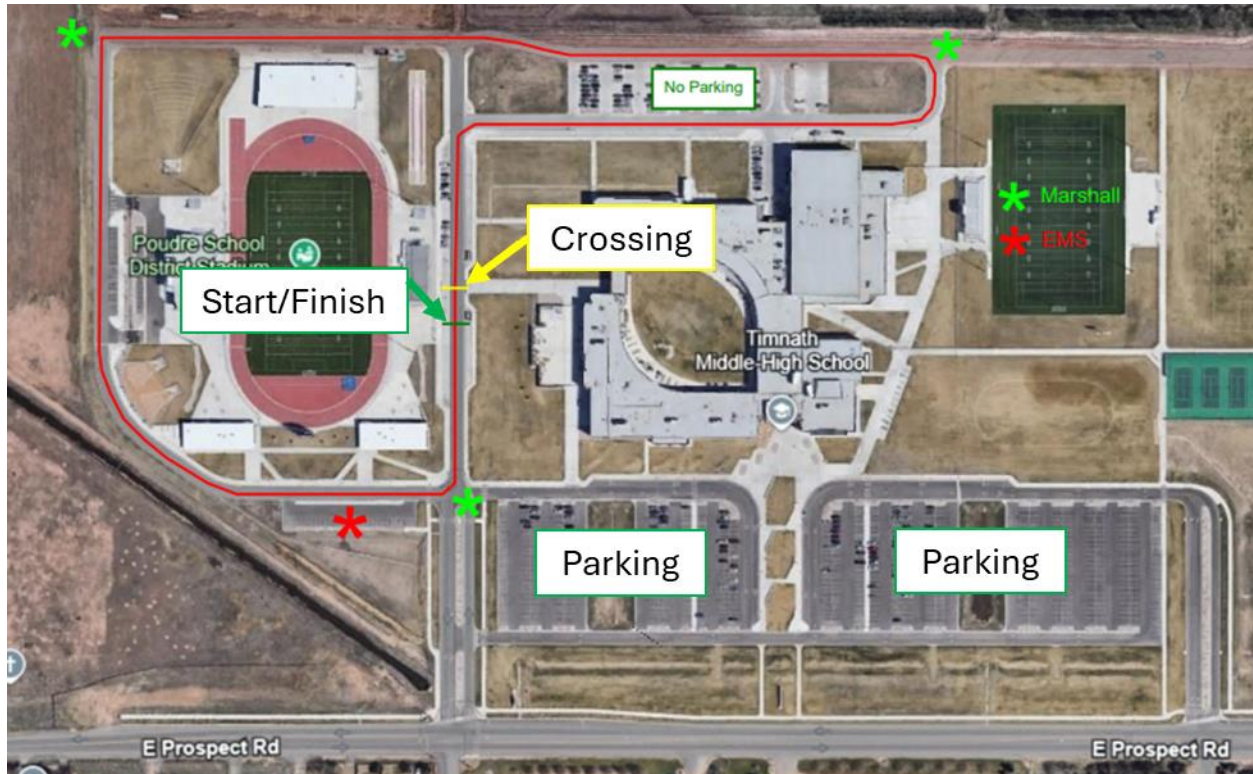 No Parking
Marshall
EMS
Crossing
Poudre School
District Stadium
Start/Finish
Timnath
Middle-High School
Parking
Parking
E Prospect Rd
E Prospect Rd